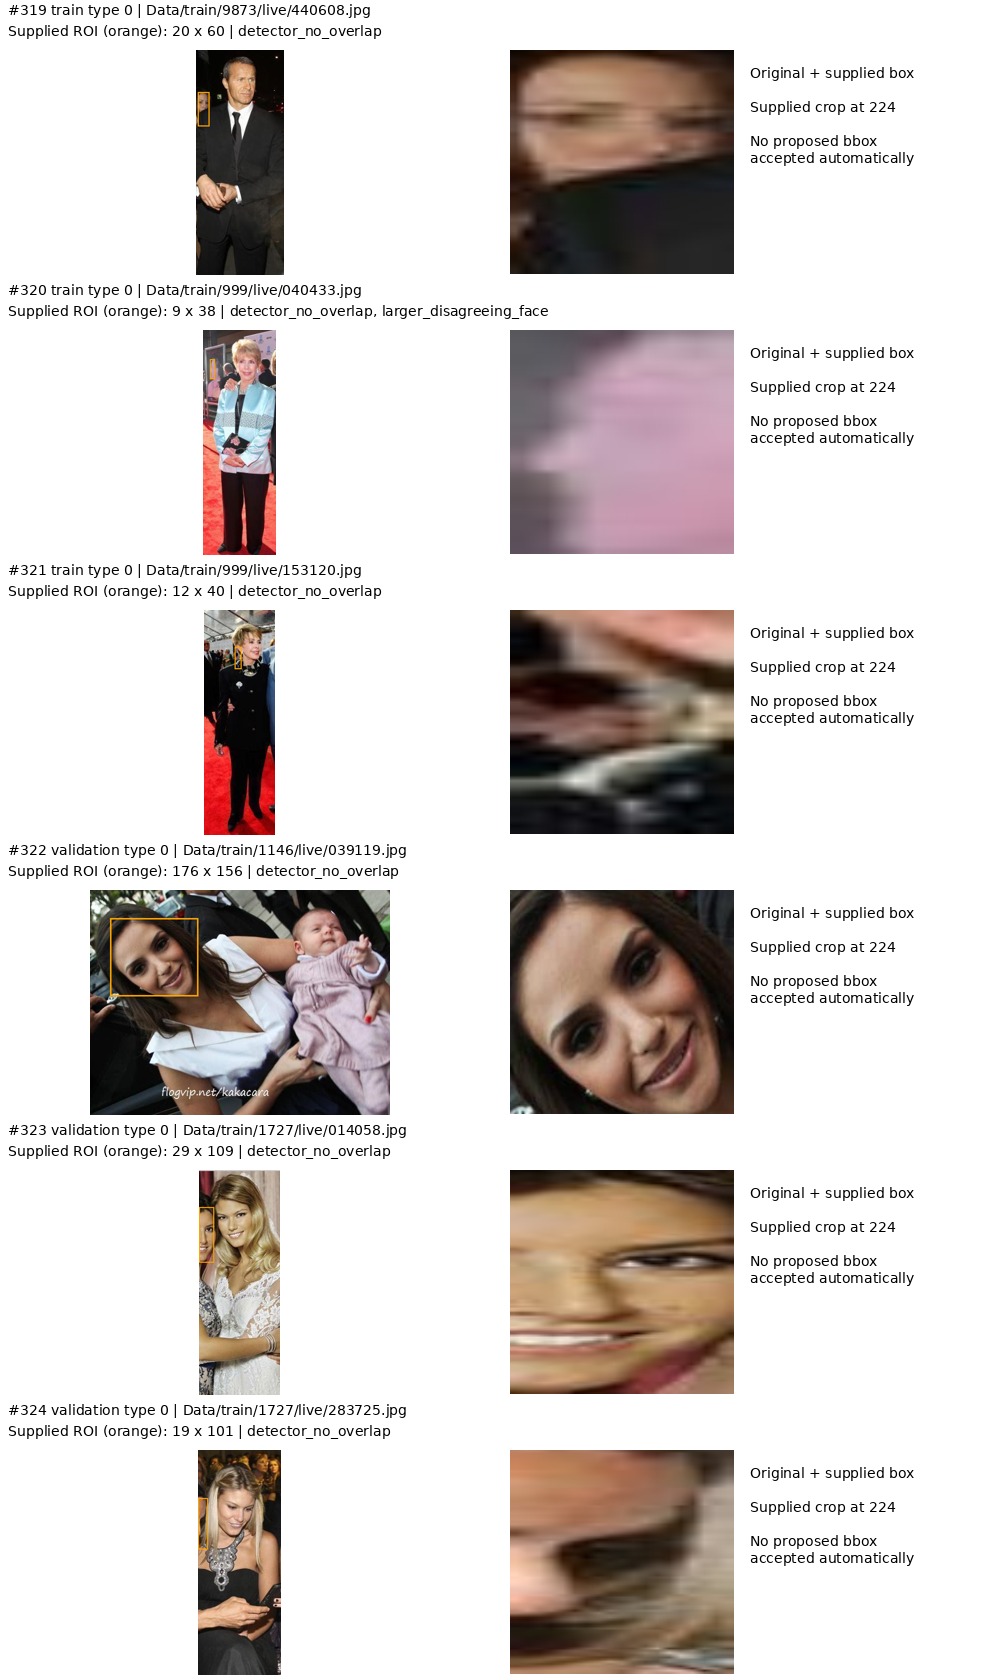 #319 train type 0 | Data/train/9873/live/440608.jpg
Supplied ROI (orange): 20 x 60 | detector_no_overlap
Original + supplied box
Supplied crop at 224
No proposed bbox
accepted automatically
#320 train type 0 | Data/train/999/live/040433.jpg
Supplied ROI (orange): 9 x 38 | detector_no_overlap, larger_disagreeing_face
Original + supplied box
Supplied crop at 224
No proposed bbox
accepted automatically
#321 train type 0 | Data/train/999/live/153120.jpg
Supplied ROI (orange): 12 x 40 | detector_no_overlap
Original + supplied box
Supplied crop at 224
No proposed bbox
accepted automatically
#322 validation type 0 | Data/train/1146/live/039119.jpg
Supplied ROI (orange): 176 x 156 | detector_no_overlap
flogvip.net/kakacara
Original + supplied box
Supplied crop at 224
No proposed bbox
accepted automatically
#323 validation type 0 | Data/train/1727/live/014058.jpg
Supplied ROI (orange): 29 x 109 | detector_no_overlap
Original + supplied box
Supplied crop at 224
No proposed bbox
accepted automatically
#324 validation type 0 | Data/train/1727/live/283725.jpg
Supplied ROI (orange): 19 x 101 | detector_no_overlap
Original + supplied box
Supplied crop at 224
No proposed bbox
accepted automatically